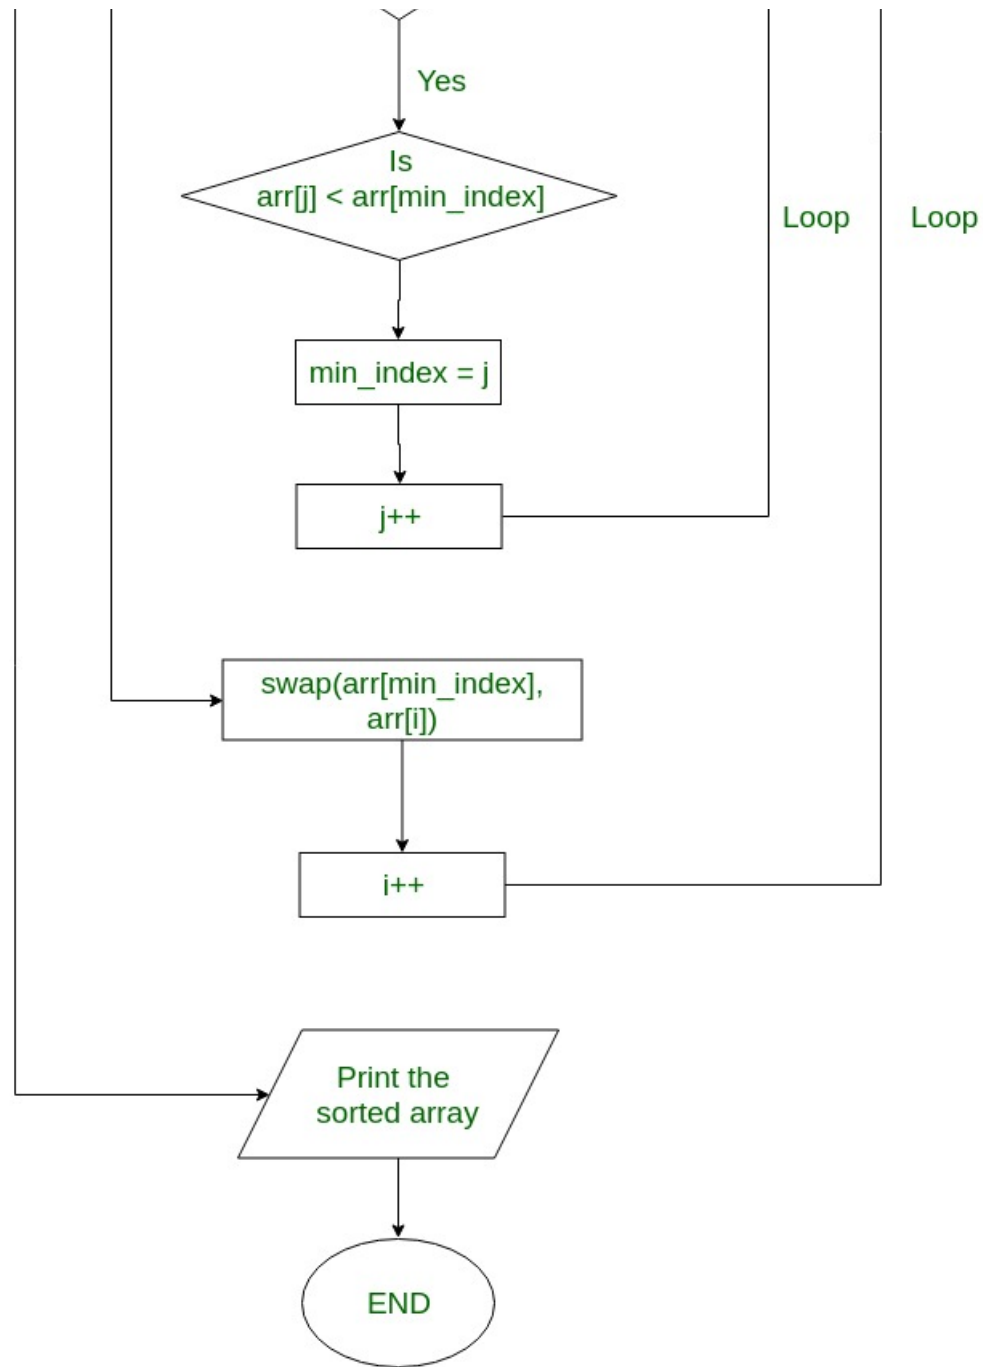 Yes
Is
arr[j] < arr[min_index]
Loop
Loop
min_index = j
j++
swap(arr[min_index],
arr[i])
i++
Print the
sorted array
END